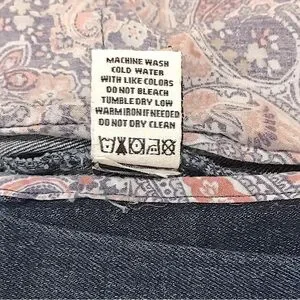 MACHINE WASH
COLD WATER
WITH LIKE COLORS
DO NOT BLEACH
TUMBLE DRY LOW
WARM IRON IF NEEDED
DO NOT DRY CLEAN